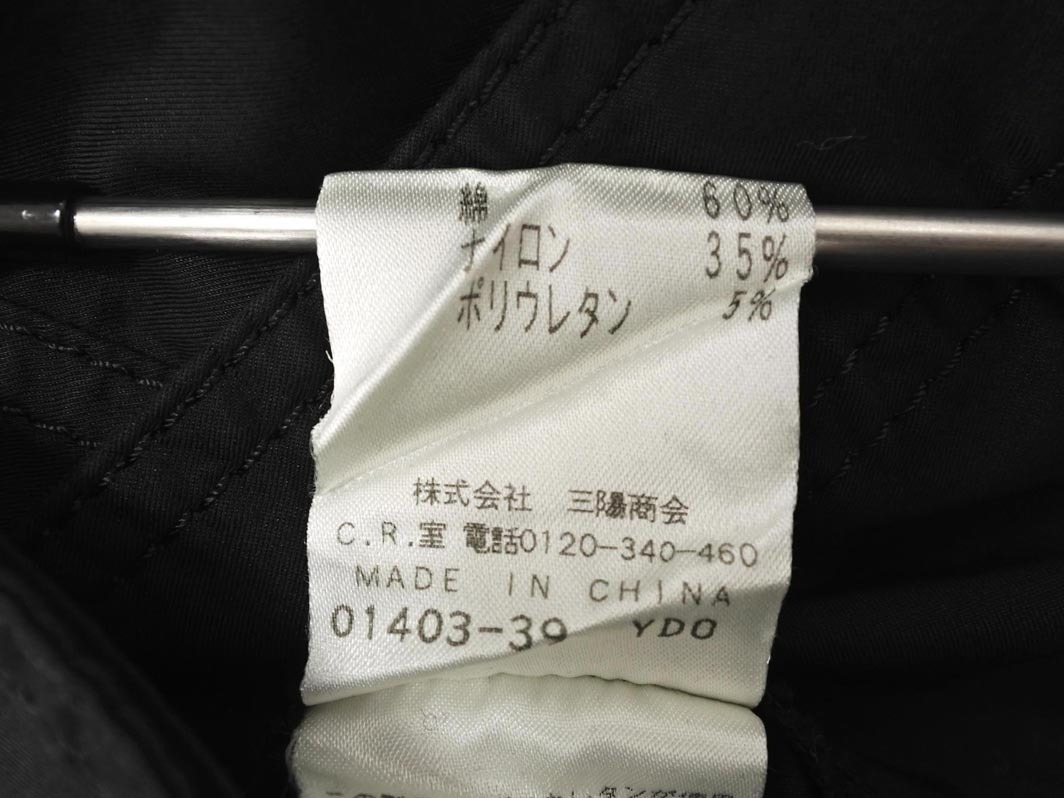 綿 60%
ナイロン 35%
ポリウレタン 5%
株式会社 三陽商会
C.R.室 電話0120-340-460
MADE IN CHINA
01403-39 YDO